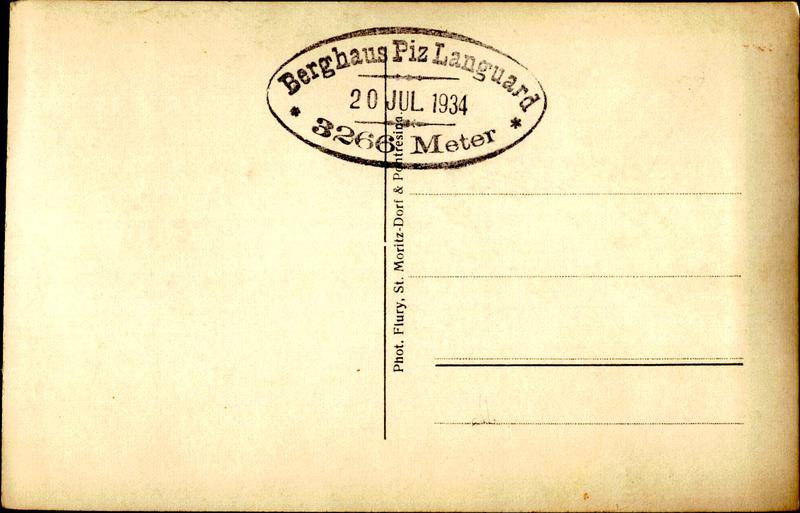 Berghaus Piz Languard
20 JUL. 1934
* 3266 Meter *
Phot. Flury, St. Moritz-Dorf & Pontresina.